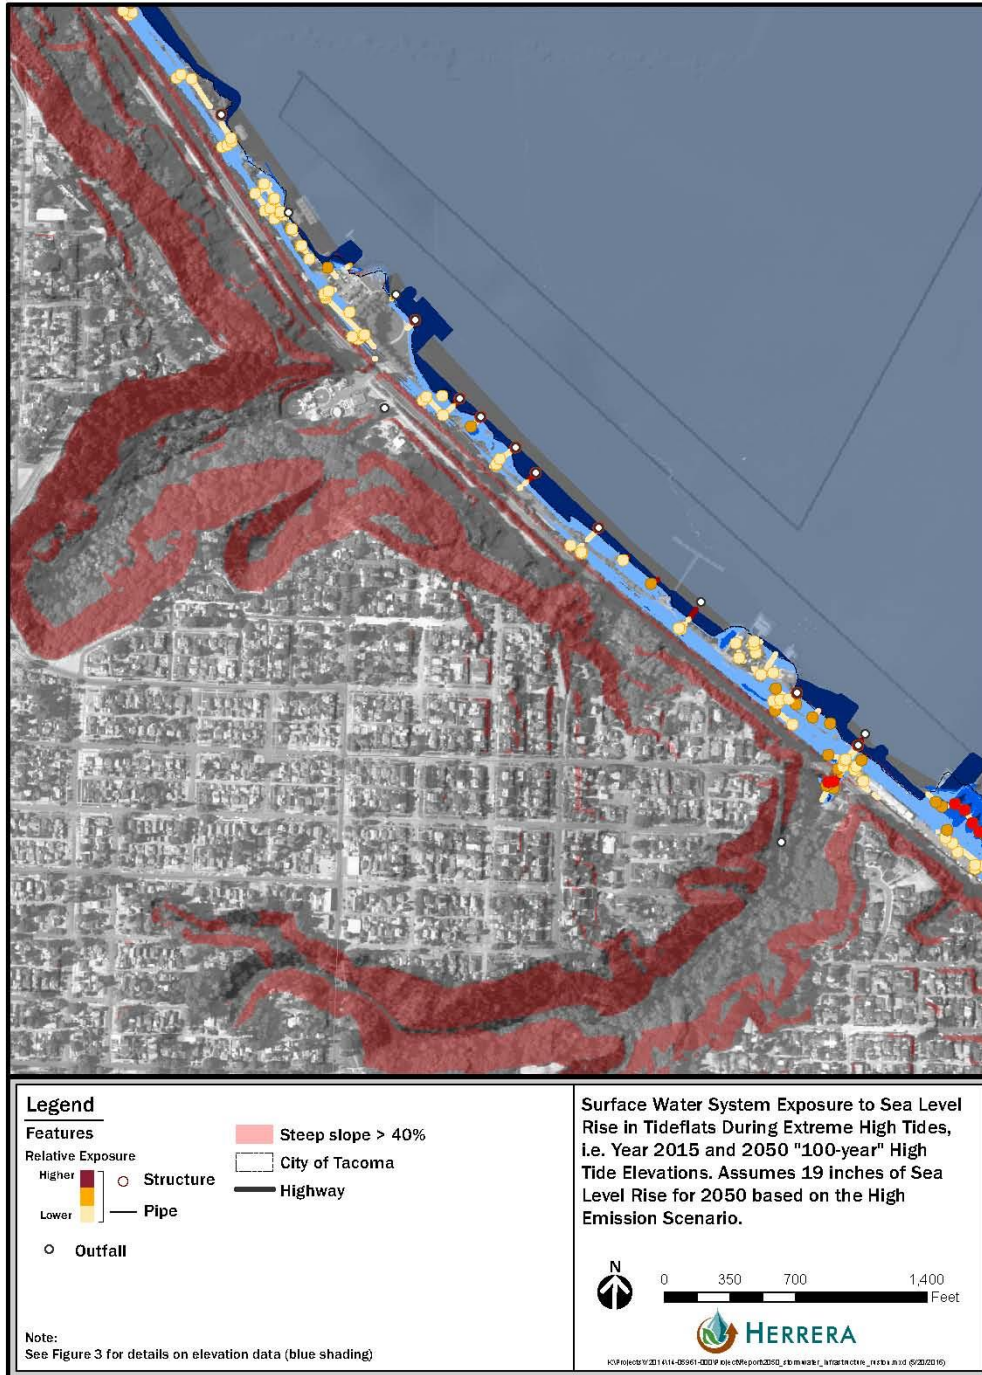 Legend
Features
Relative Exposure
Higher
Lower
Structure
Pipe
Outfall
Steep slope > 40%
City of Tacoma
Highway
Note:
See Figure 3 for details on elevation data (blue shading)
Surface Water System Exposure to Sea Level
Rise in Tideflats During Extreme High Tides,
i.e. Year 2015 and 2050 "100-year" High
Tide Elevations. Assumes 19 inches of Sea
Level Rise for 2050 based on the High
Emission Scenario.
N
0 350 700 1,400
Feet
HERRERA